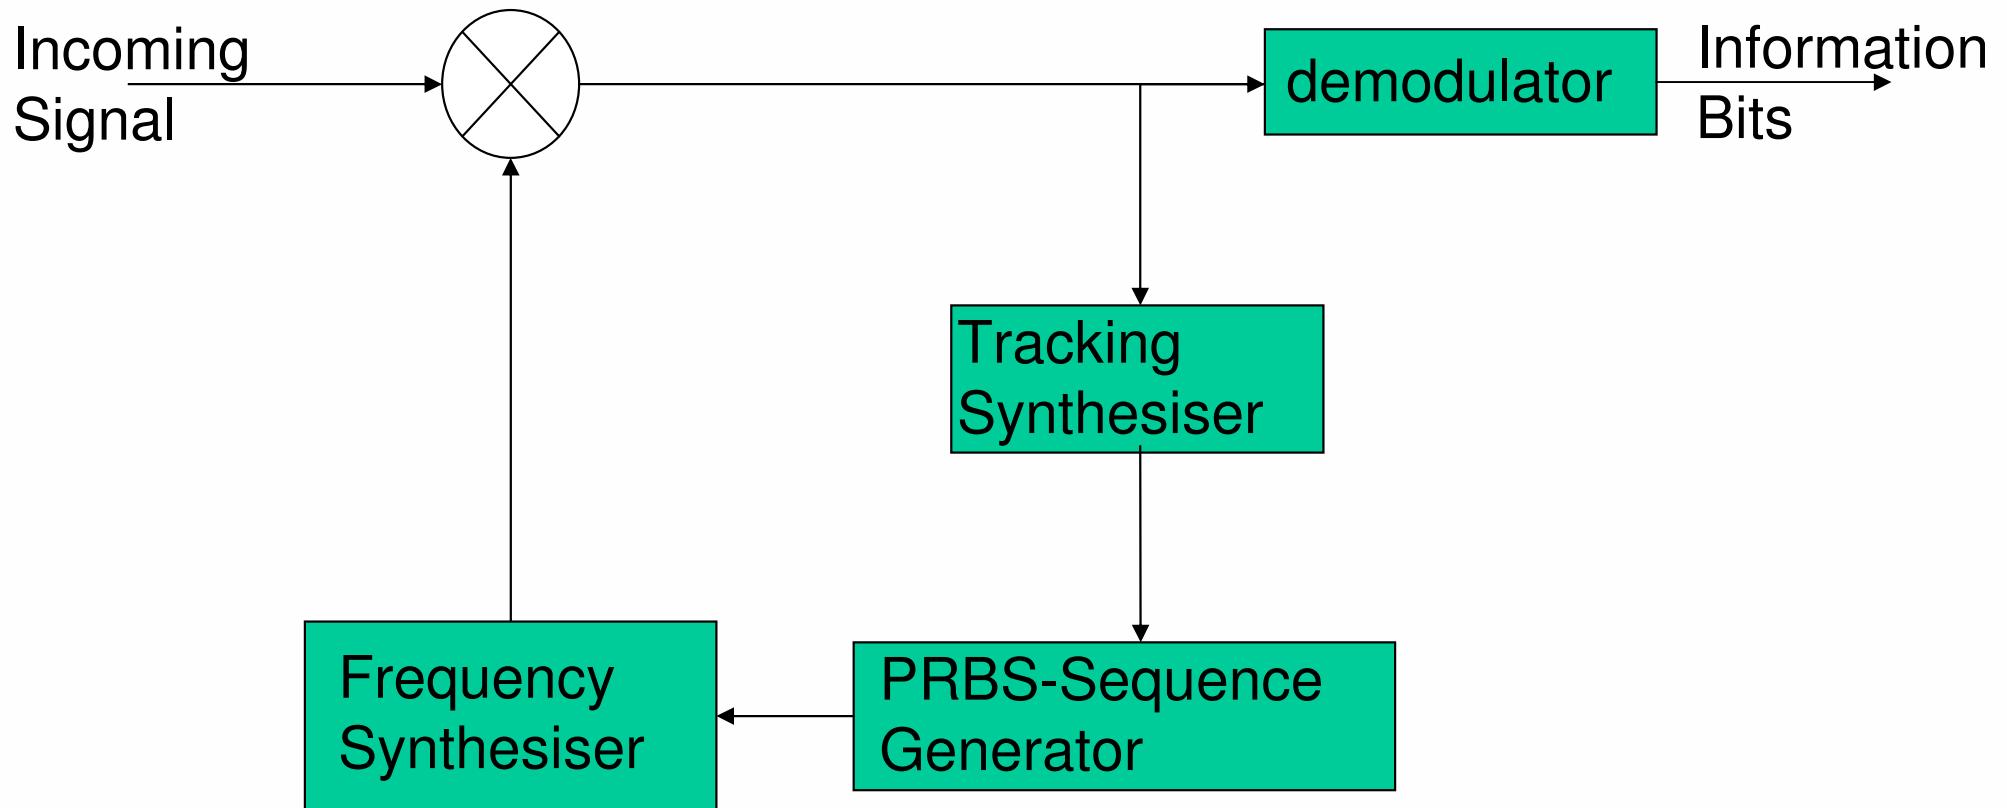 Incoming
Signal
demodulator
Information
Bits
Tracking
Synthesiser
Frequency
Synthesiser
PRBS-Sequence
Generator